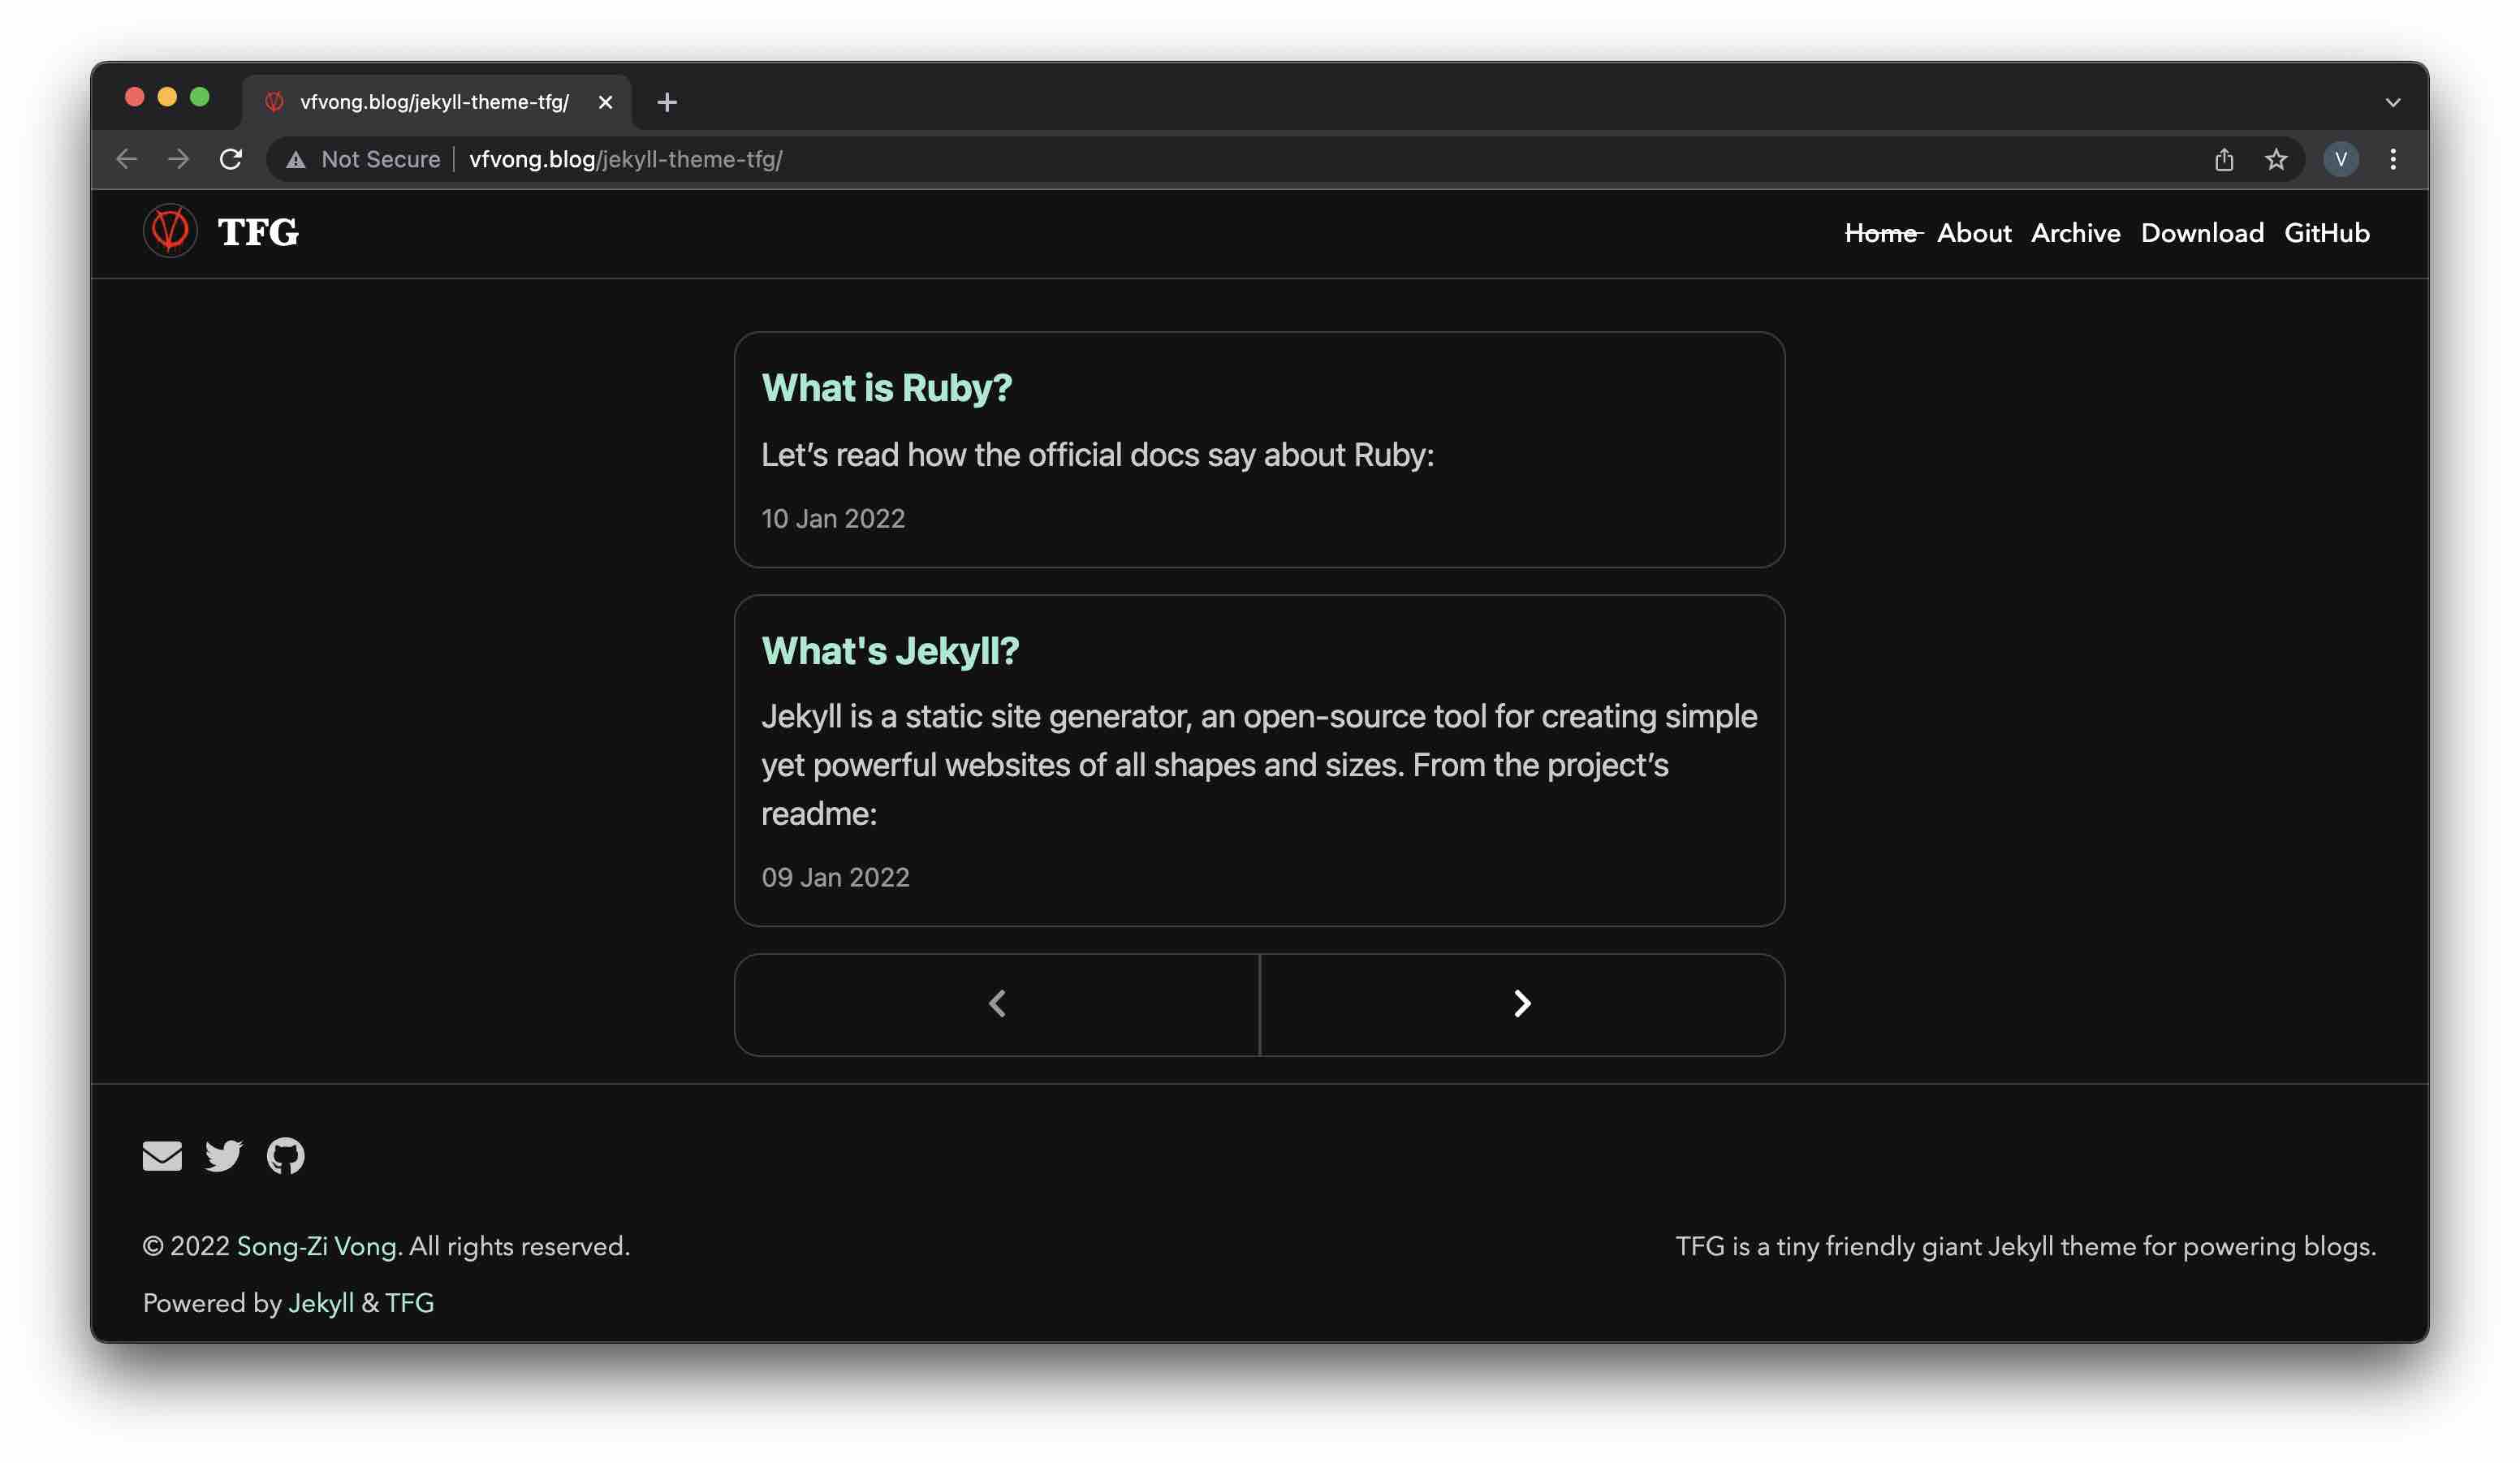 vfvong.blog/jekyll-theme-tfg/
Not Secure vfvong.blog/jekyll-theme-tfg/
V
TFG
Home About Archive Download GitHub
What is Ruby?
Let’s read how the official docs say about Ruby:
10 Jan 2022
What's Jekyll?
Jekyll is a static site generator, an open-source tool for creating simple
yet powerful websites of all shapes and sizes. From the project’s
readme:
09 Jan 2022
© 2022 Song-Zi Vong. All rights reserved.
TFG is a tiny friendly giant Jekyll theme for powering blogs.
Powered by Jekyll & TFG